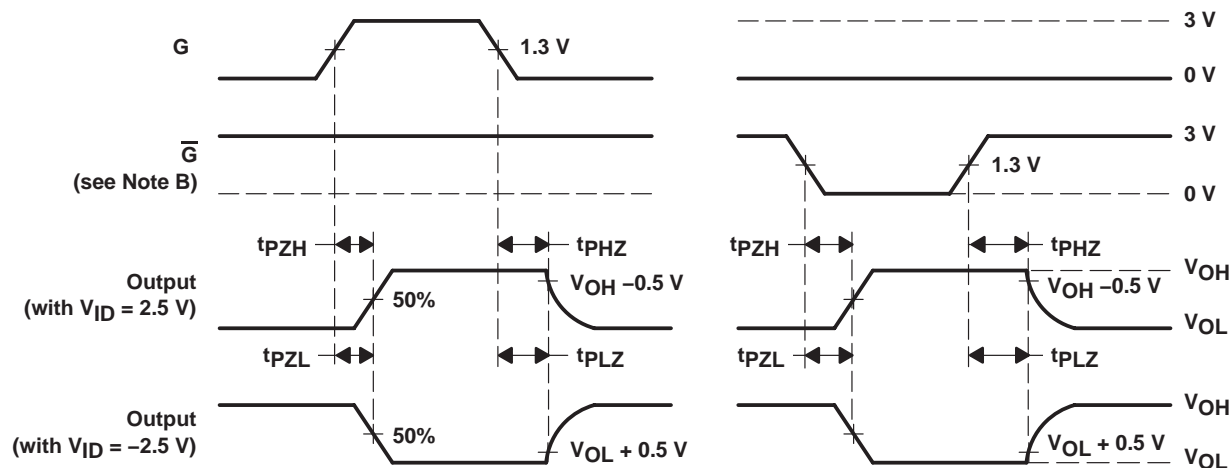 G
1.3 V
3 V
0 V
G̅
(see Note B)
3 V
1.3 V
0 V
tPZH
tPHZ
tPZH
tPHZ
Output
(with VID = 2.5 V)
50%
VOH –0.5 V
VOH –0.5 V
VOH
VOL
tPZL
tPLZ
tPZL
tPLZ
Output
(with VID = –2.5 V)
50%
VOL + 0.5 V
VOL + 0.5 V
VOH
VOL